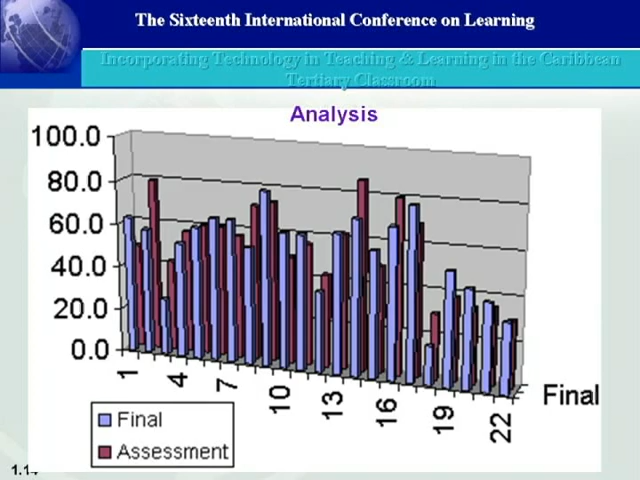 The Sixteenth International Conference on Learning
Incorporating Technology in Teaching & Learning in the Caribbean
Tertiary Classroom
Analysis
100.0
80.0
60.0
40.0
20.0
0.0
1
4
7
10
13
16
19
22
Final
Final
Assessment
1.14